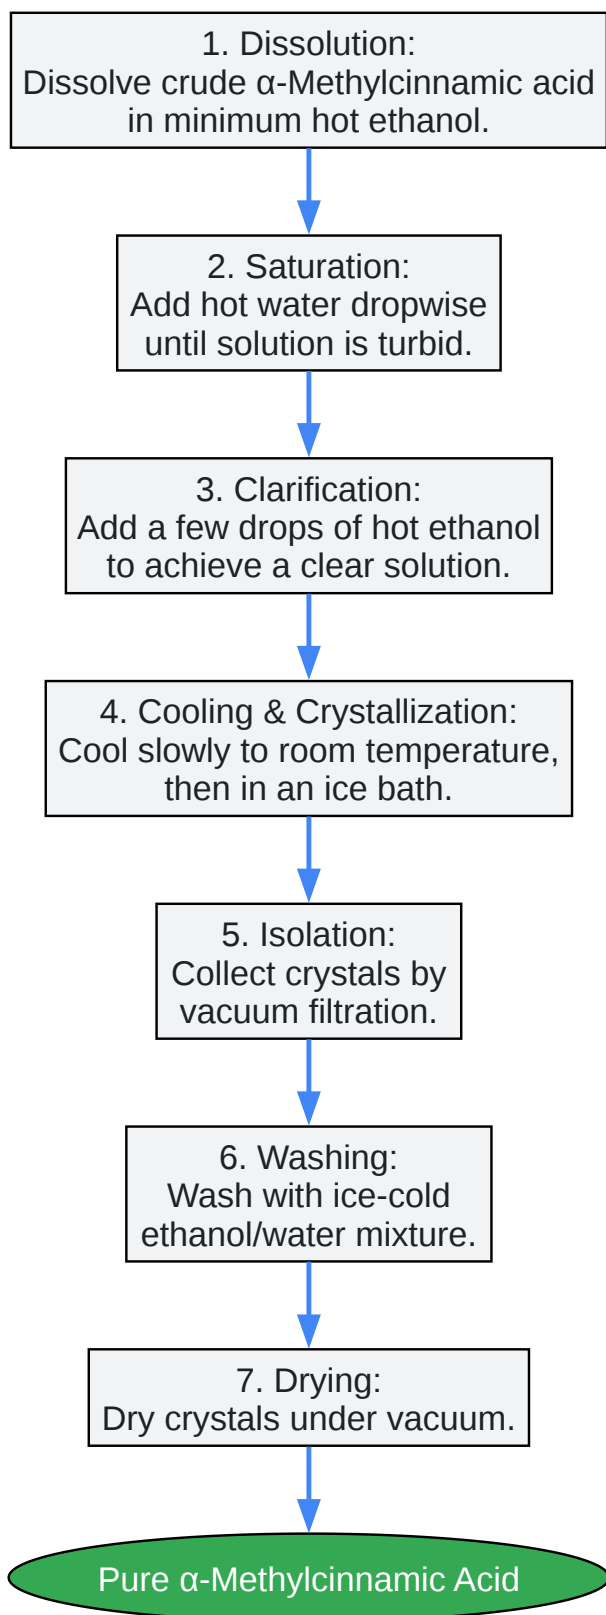 1. Dissolution:
Dissolve crude α-Methylcinnamic acid
in minimum hot ethanol.
2. Saturation:
Add hot water dropwise
until solution is turbid.
3. Clarification:
Add a few drops of hot ethanol
to achieve a clear solution.
4. Cooling & Crystallization:
Cool slowly to room temperature,
then in an ice bath.
5. Isolation:
Collect crystals by
vacuum filtration.
6. Washing:
Wash with ice-cold
ethanol/water mixture.
7. Drying:
Dry crystals under vacuum.
Pure α-Methylcinnamic Acid